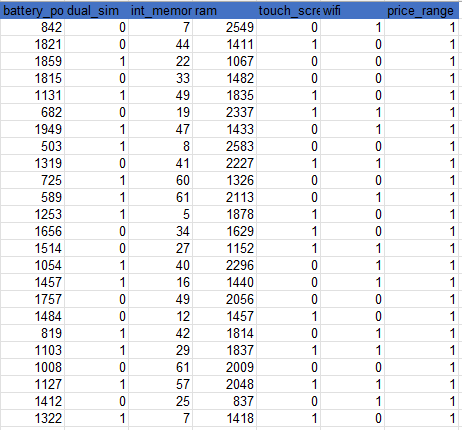 battery_po dual_sim int_memor ram touch_scre wifi price_range
842 0 7 2549 0 1 1
1821 0 44 1411 1 0 1
1859 1 22 1067 0 0 1
1815 0 33 1482 0 0 1
1131 1 49 1835 1 0 1
682 0 19 2337 1 1 1
1949 1 47 1433 0 1 1
503 1 8 2583 0 0 1
1319 0 41 2227 1 1 1
725 1 60 1326 0 0 1
589 1 61 2113 0 1 1
1253 1 5 1878 1 0 1
1656 0 34 1629 1 0 1
1514 0 27 1152 1 1 1
1054 1 40 2296 0 1 1
1457 1 16 1440 0 0 1
1757 0 49 2056 0 0 1
1484 0 12 1457 1 0 1
819 1 42 1814 0 1 1
1103 1 29 1837 1 1 1
1008 0 61 2009 0 0 1
1127 1 57 2048 1 1 1
1412 0 25 837 0 1 1
1322 1 7 1418 1 0 1